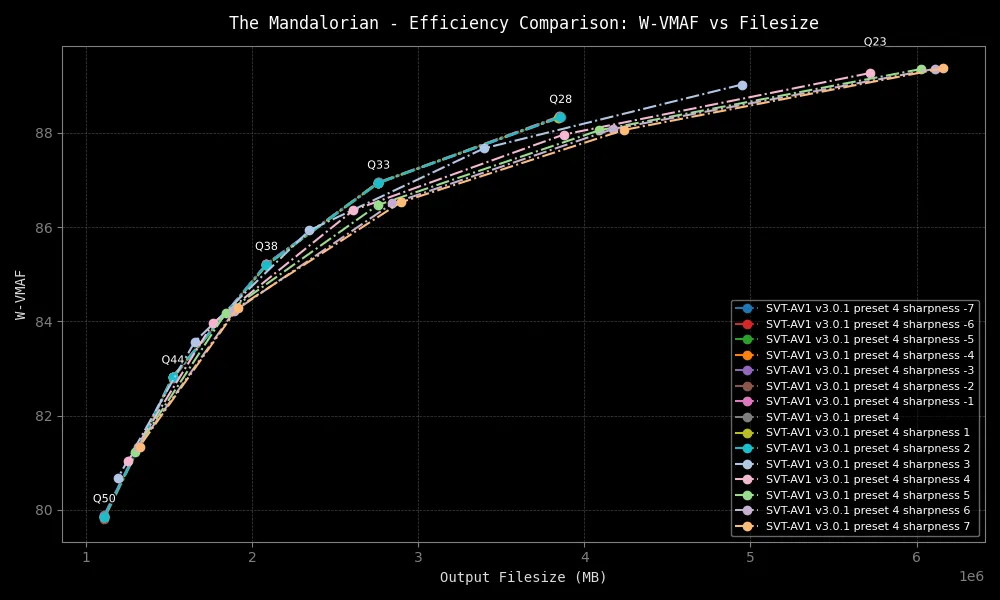 The Mandalorian - Efficiency Comparison: W-VMAF vs Filesize
Q23
Q28
Q33
Q38
Q44
Q50
W-VMAF
88
86
84
82
80
SVT-AV1 v3.0.1 preset 4 sharpness -7
SVT-AV1 v3.0.1 preset 4 sharpness -6
SVT-AV1 v3.0.1 preset 4 sharpness -5
SVT-AV1 v3.0.1 preset 4 sharpness -4
SVT-AV1 v3.0.1 preset 4 sharpness -3
SVT-AV1 v3.0.1 preset 4 sharpness -2
SVT-AV1 v3.0.1 preset 4 sharpness -1
SVT-AV1 v3.0.1 preset 4
SVT-AV1 v3.0.1 preset 4 sharpness 1
SVT-AV1 v3.0.1 preset 4 sharpness 2
SVT-AV1 v3.0.1 preset 4 sharpness 3
SVT-AV1 v3.0.1 preset 4 sharpness 4
SVT-AV1 v3.0.1 preset 4 sharpness 5
SVT-AV1 v3.0.1 preset 4 sharpness 6
SVT-AV1 v3.0.1 preset 4 sharpness 7
1 2 3 4 5 6
1e6
Output Filesize (MB)